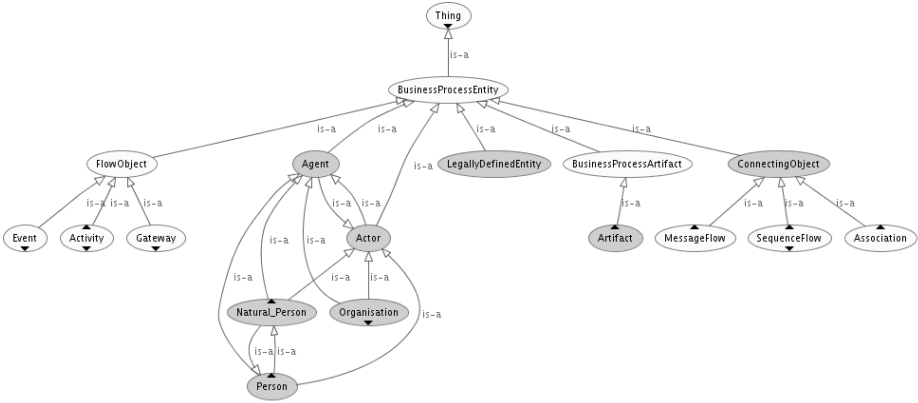 Thing
is-a
BusinessProcessEntity
is-a is-a is-a is-a is-a is-a
FlowObject Agent LegallyDefinedEntity BusinessProcessArtifact ConnectingObject
is-a is-a is-a is-a is-a is-a is-a is-a is-a
Event Activity Gateway Actor Artifact MessageFlow SequenceFlow Association
is-a is-a is-a is-a is-a
Natural_Person Organisation is-a
is-a is-a
Person